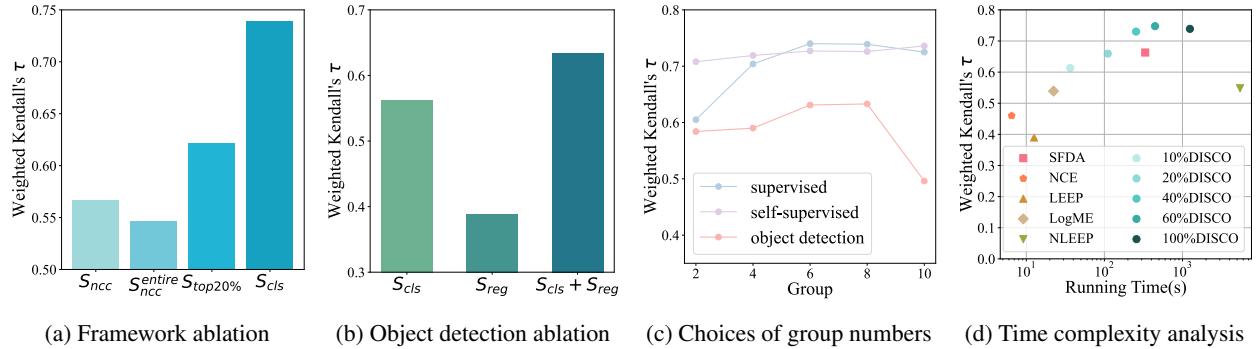 Weighted Kendall's τ
0.75
0.70
0.65
0.60
0.55
0.50
S_ncc
S_ncc^entire
S_top20%
S_cls
(a) Framework ablation
Weighted Kendall's τ
0.7
0.6
0.5
0.4
0.3
S_cls
S_reg
S_cls + S_reg
(b) Object detection ablation
Weighted Kendall's τ
0.8
0.7
0.6
0.5
0.4
supervised
self-supervised
object detection
2 4 6 8 10
Group
(c) Choices of group numbers
Weighted Kendall's τ
0.8
0.7
0.6
0.5
0.4
0.3
0.2
0.1
0.0
SFDA
NCE
LEEP
LogME
NLEEP
10%DISCO
20%DISCO
40%DISCO
60%DISCO
100%DISCO
10^1 10^2 10^3
Running Time(s)
(d) Time complexity analysis